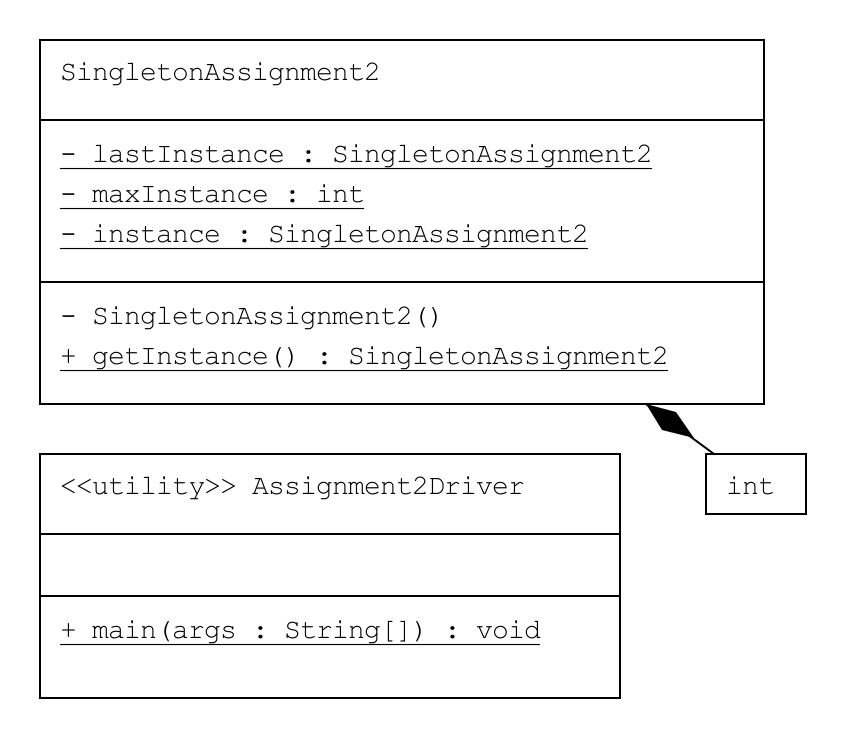 SingletonAssignment2
- lastInstance : SingletonAssignment2
- maxInstance : int
- instance : SingletonAssignment2
- SingletonAssignment2()
+ getInstance() : SingletonAssignment2
<<utility>> Assignment2Driver
int
+ main(args : String[]) : void